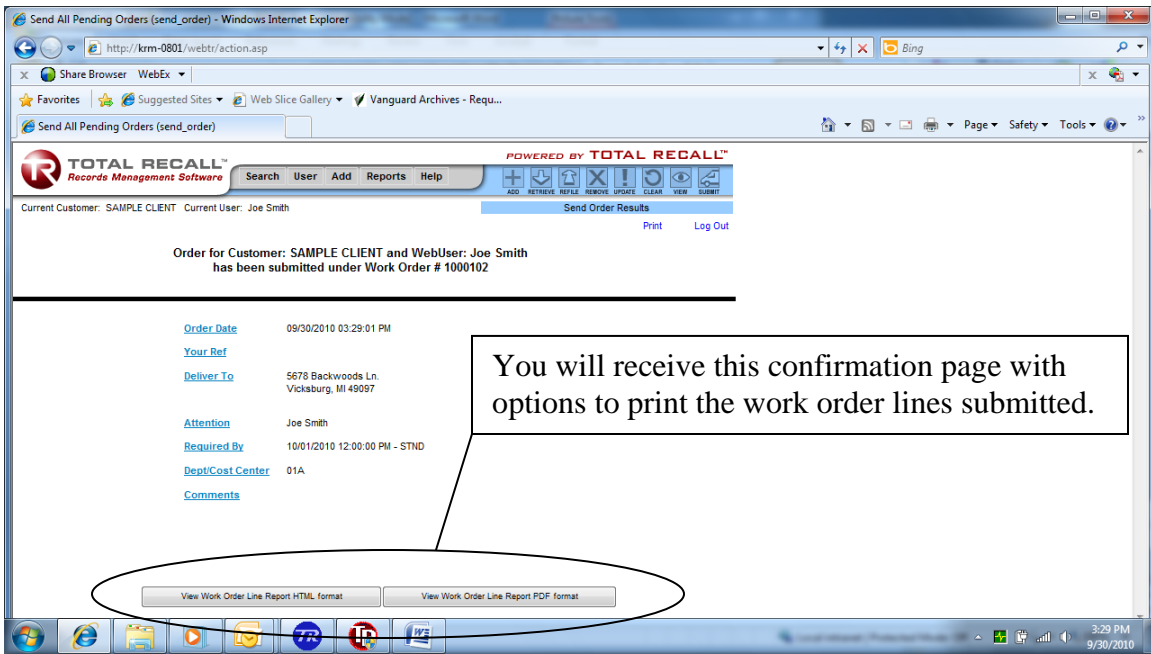 Send All Pending Orders (send_order) - Windows Internet Explorer
http://krm-0801/webtr/action.asp
Bing
x Share Browser WebEx
x
Favorites Suggested Sites Web Slice Gallery Vanguard Archives - Requ...
Send All Pending Orders (send_order)
Page Safety Tools »
TOTAL RECALL™
Records Management Software
Search User Add Reports Help
POWERED BY TOTAL RECALL™
ADD RETRIEVE REFILE REMOVE UPDATE CLEAR VIEW SUBMIT
Current Customer: SAMPLE CLIENT Current User: Joe Smith
Send Order Results
Print Log Out
Order for Customer: SAMPLE CLIENT and WebUser: Joe Smith
has been submitted under Work Order # 1000102
Order Date 09/30/2010 03:29:01 PM
Your Ref
Deliver To 5678 Backwoods Ln.
Vicksburg, MI 49097
Attention Joe Smith
Required By 10/01/2010 12:00:00 PM - STND
Dept/Cost Center 01A
Comments
You will receive this confirmation page with
options to print the work order lines submitted.
View Work Order Line Report HTML format
View Work Order Line Report PDF format
3:29 PM
9/30/2010